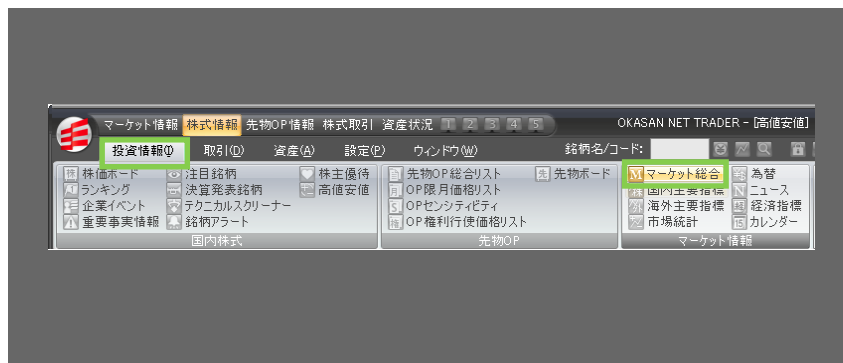 マーケット情報 株式情報 先物OP情報 株式取引 資産状況 1 2 3 4 5 OKASAN NET TRADER - [高値安値]
投資情報(I) 取引(D) 資産(A) 設定(P) ウィンドウ(W) 銘柄名/コード:
株価ボード 注目銘柄 株主優待 先物OP総合リスト 先物ボード マーケット総合 為替
ランキング 決算発表銘柄 高値安値 OP限月価格リスト 国内主要指標 ニュース
企業イベント テクニカルスクリーナー OPセンシティビティ 海外主要指標 経済指標
重要事実情報 銘柄アラート OP権利行使価格リスト 市場統計 カレンダー
国内株式 先物OP マーケット情報